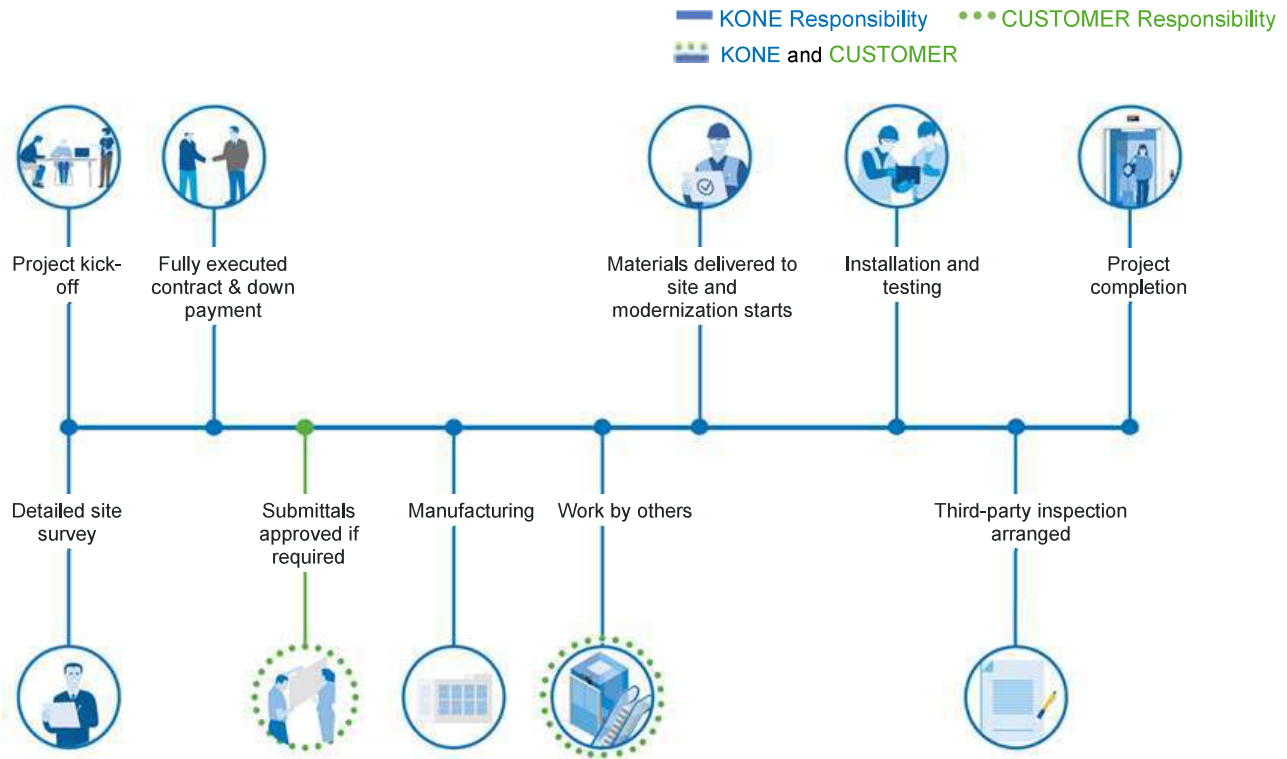 KONE Responsibility
CUSTOMER Responsibility
KONE and CUSTOMER
Project kick-
off
Fully executed
contract & down
payment
Materials delivered to
site and
modernization starts
Installation and
testing
Project
completion
Detailed site
survey
Submittals
approved if
required
Manufacturing
Work by others
Third-party inspection
arranged